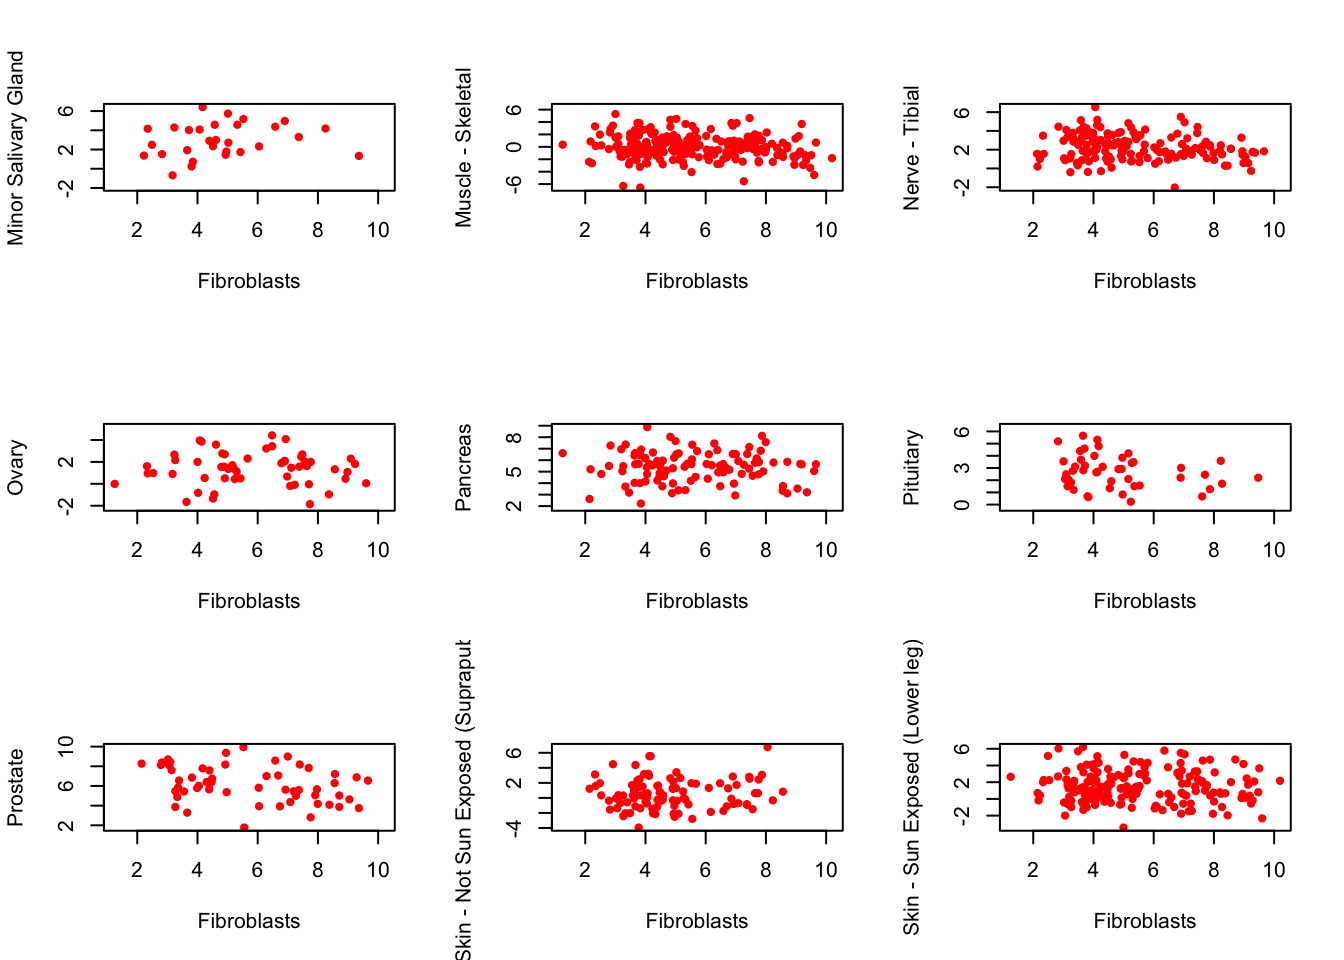 Minor Salivary Gland
6
2
-2
2 4 6 8 10
Fibroblasts
Muscle - Skeletal
6
0
-6
2 4 6 8 10
Fibroblasts
Nerve - Tibial
6
2
-2
2 4 6 8 10
Fibroblasts
Ovary
2
-2
2 4 6 8 10
Fibroblasts
Pancreas
8
5
2
2 4 6 8 10
Fibroblasts
Pituitary
6
3
0
2 4 6 8 10
Fibroblasts
Prostate
10
6
2
2 4 6 8 10
Fibroblasts
Skin - Not Sun Exposed (Suprapub
6
2
-4
2 4 6 8 10
Fibroblasts
Skin - Sun Exposed (Lower leg)
6
2
-2
2 4 6 8 10
Fibroblasts